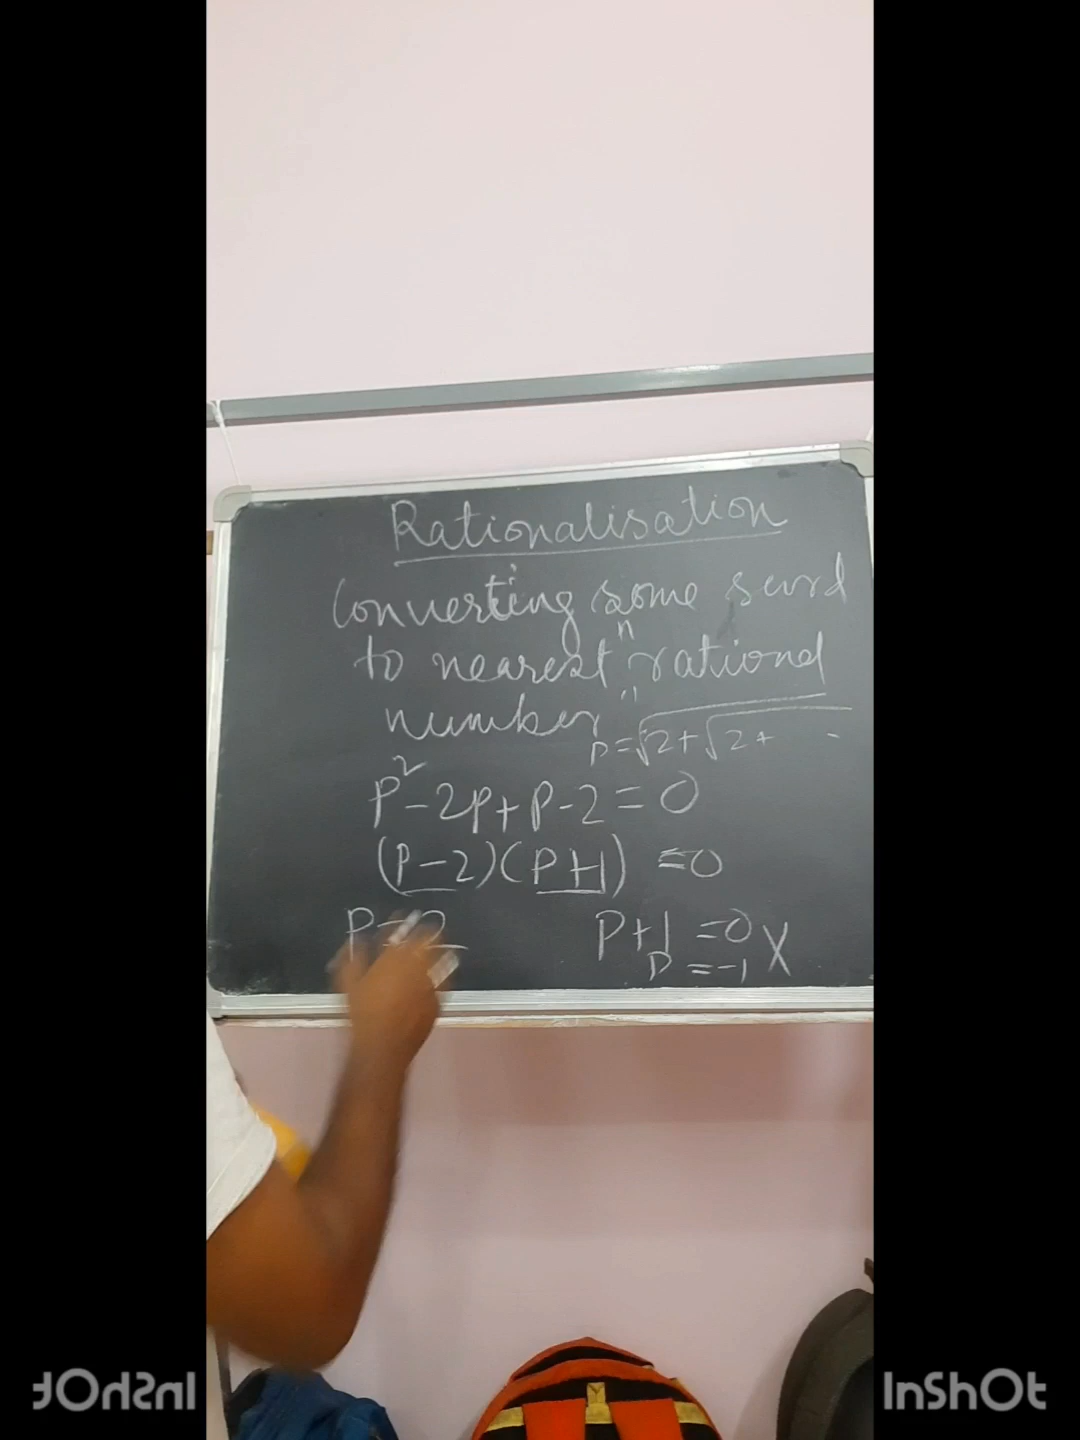 Rationalisation
Converting some surd
to nearest "rational
number"
P = √2+√2+ -
P² - 2P + P - 2 = 0
(P-2)(P+1) = 0
P = 2 P+1 = 0 X
P = -1
InShOt InShOt